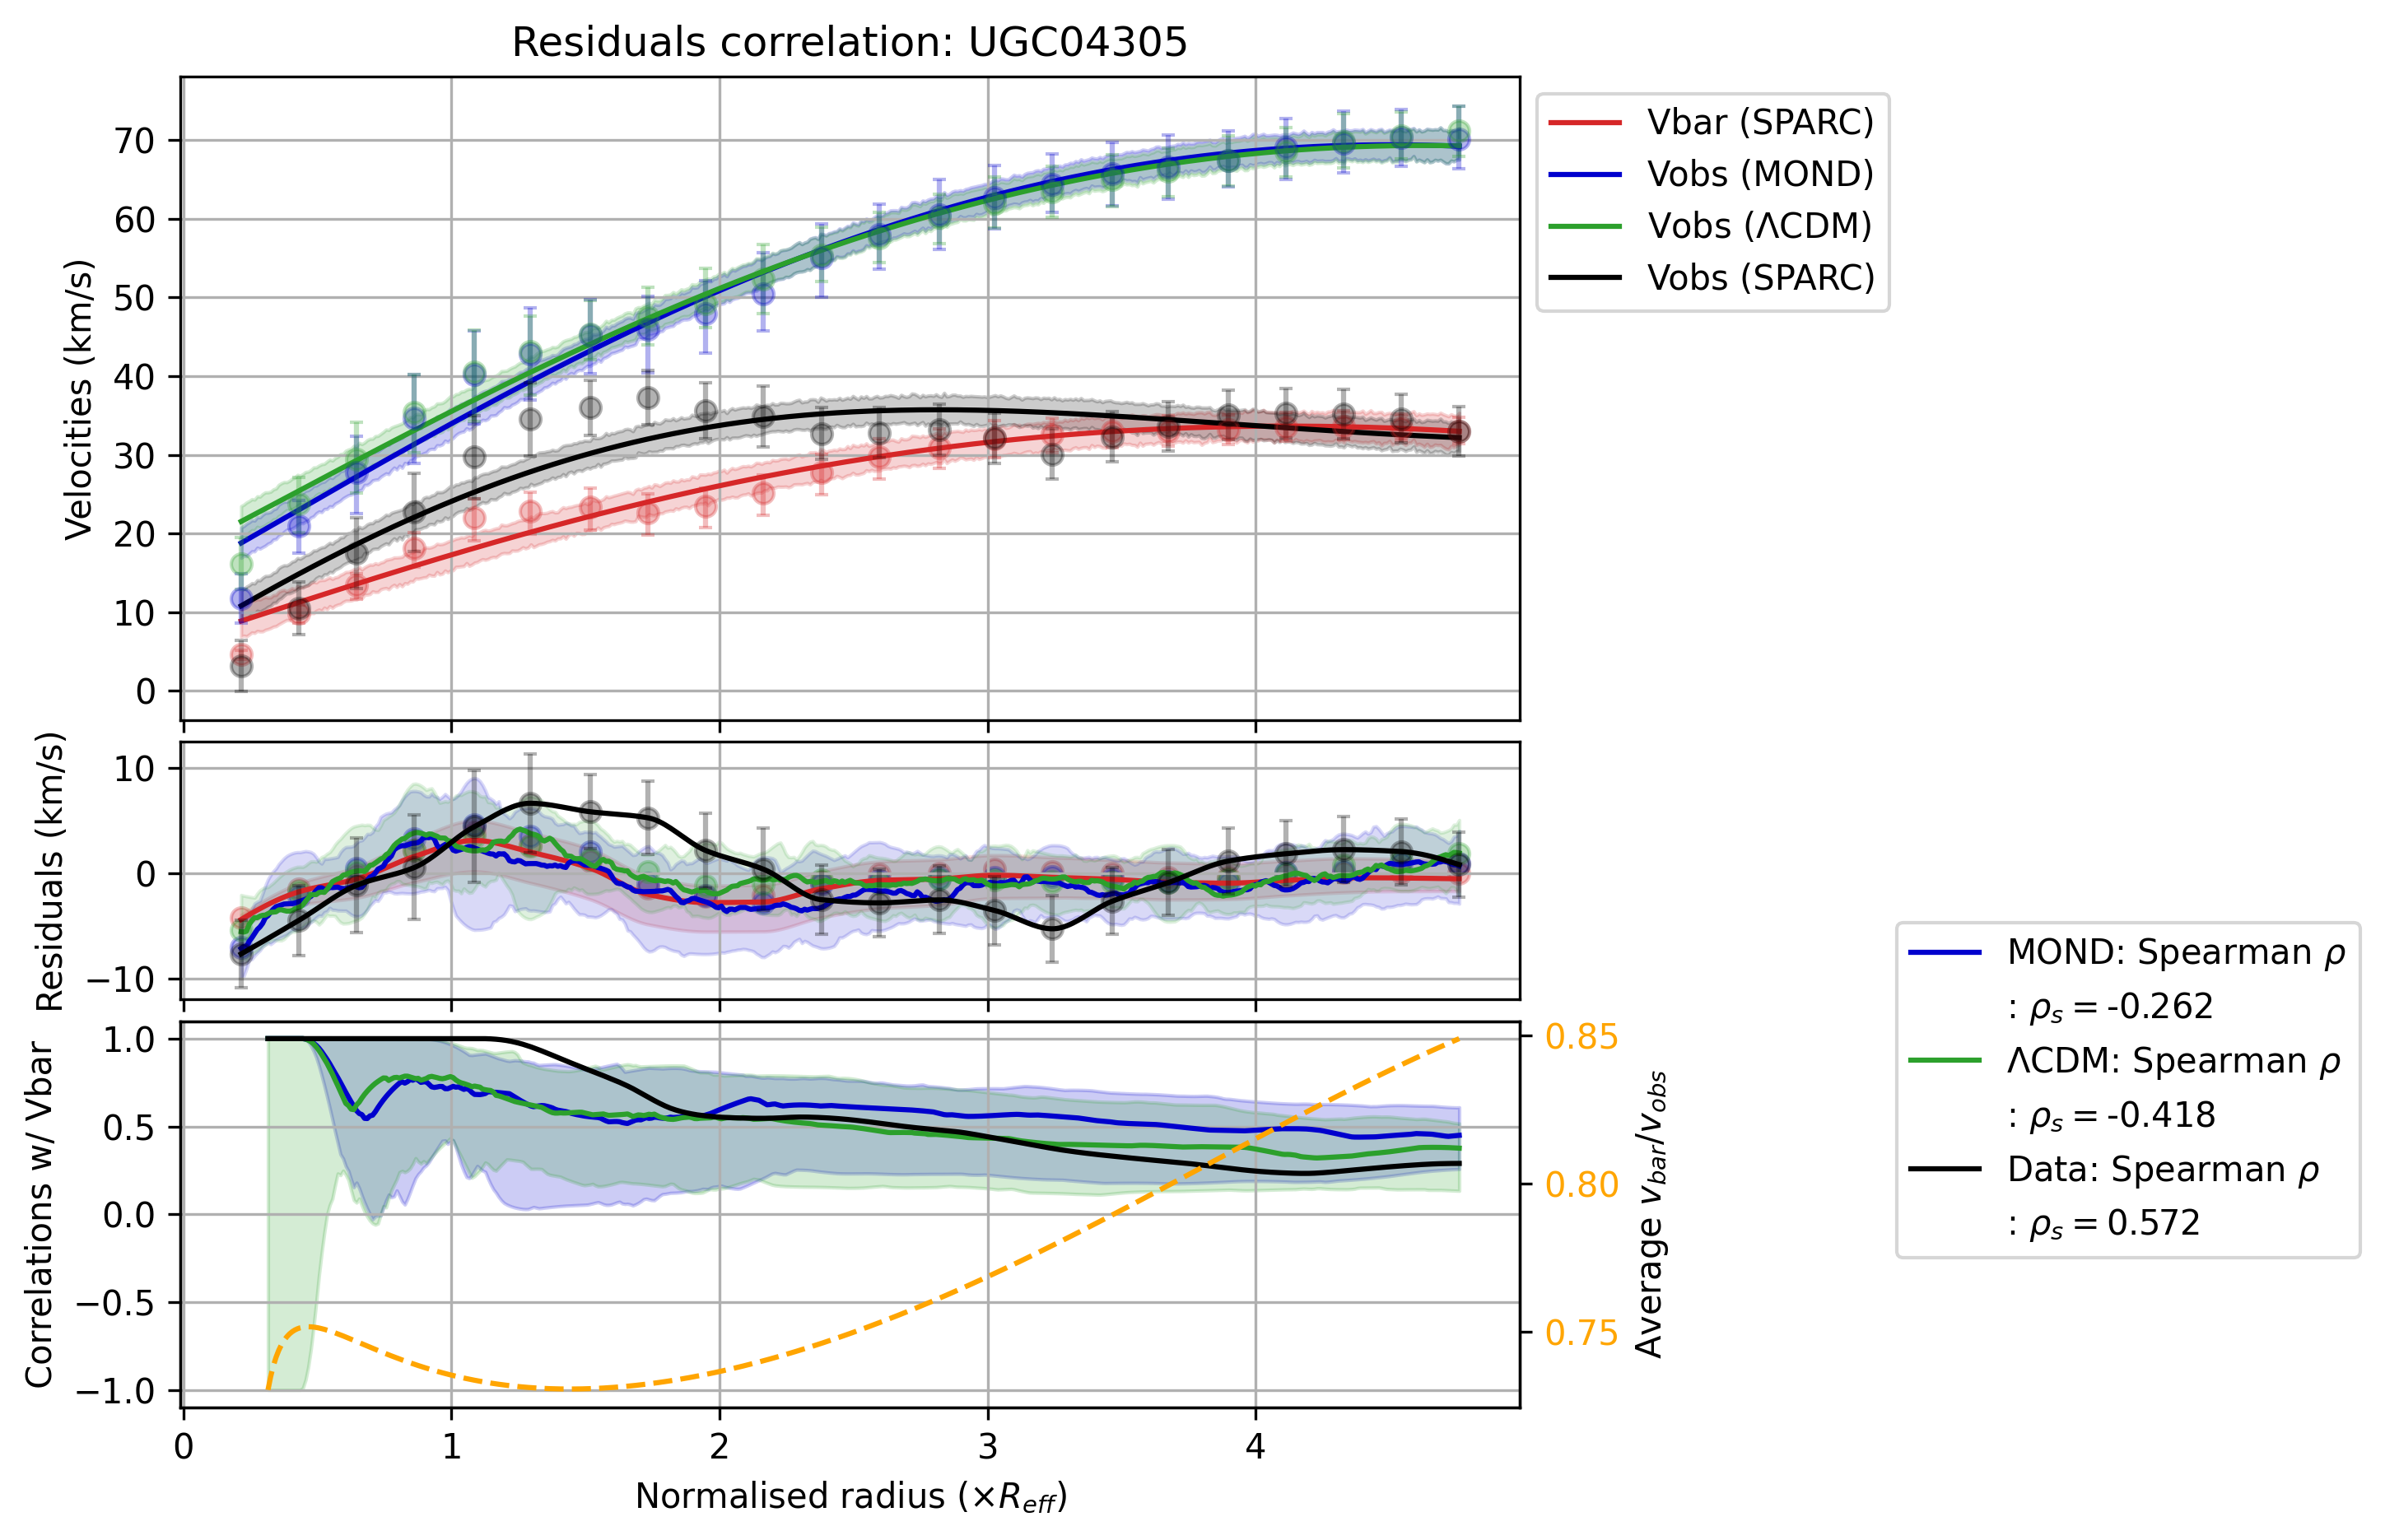 Residuals correlation: UGC04305
Velocities (km/s)
70
60
50
40
30
20
10
0
Vbar (SPARC)
Vobs (MOND)
Vobs (ΛCDM)
Vobs (SPARC)
Residuals (km/s)
10
0
−10
Correlations w/ Vbar
1.0
0.5
0.0
−0.5
−1.0
0.85
0.80
0.75
Average v_bar/v_obs
MOND: Spearman ρ
: ρ_s = -0.262
ΛCDM: Spearman ρ
: ρ_s = -0.418
Data: Spearman ρ
: ρ_s = 0.572
0 1 2 3 4
Normalised radius (×R_eff)